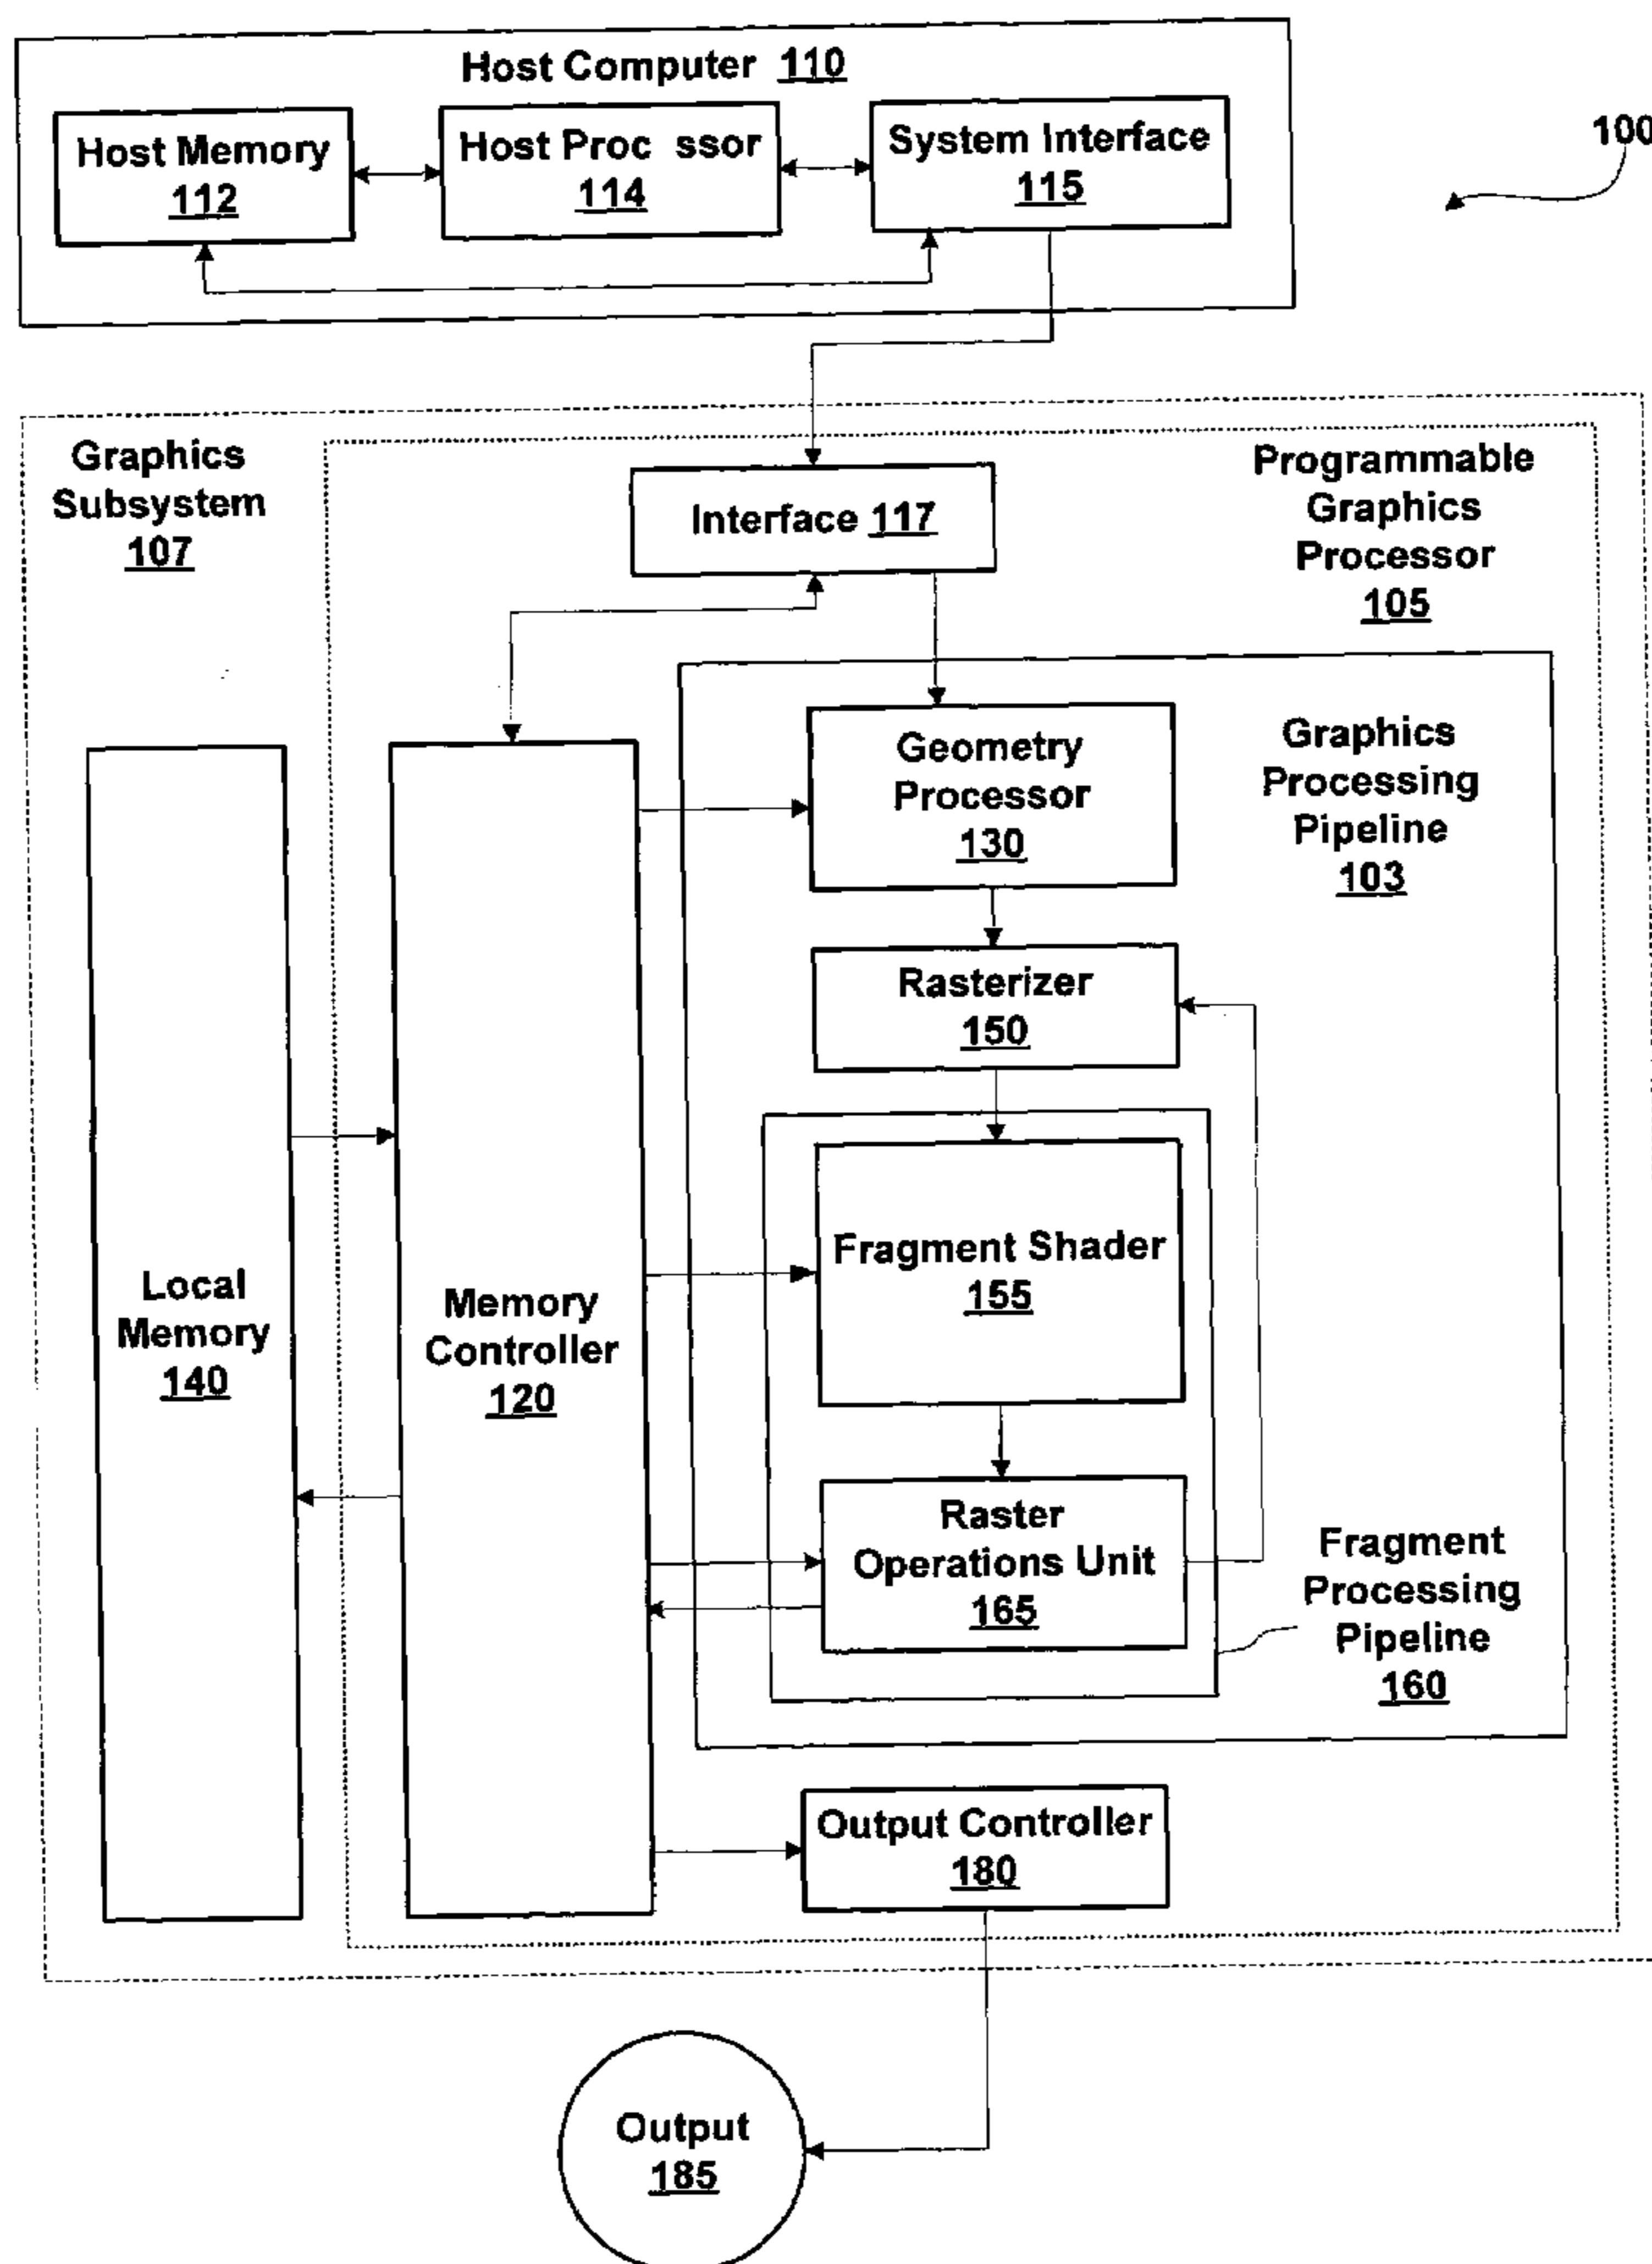 Host Computer 110
Host Memory
112
Host Proc ssor
114
System Interface
115
100
Graphics
Subsystem
107
Interface 117
Programmable
Graphics
Processor
105
Geometry
Processor
130
Graphics
Processing
Pipeline
103
Rasterizer
150
Fragment Shader
155
Local
Memory
140
Memory
Controller
120
Raster
Operations Unit
165
Fragment
Processing
Pipeline
160
Output Controller
180
Output
185